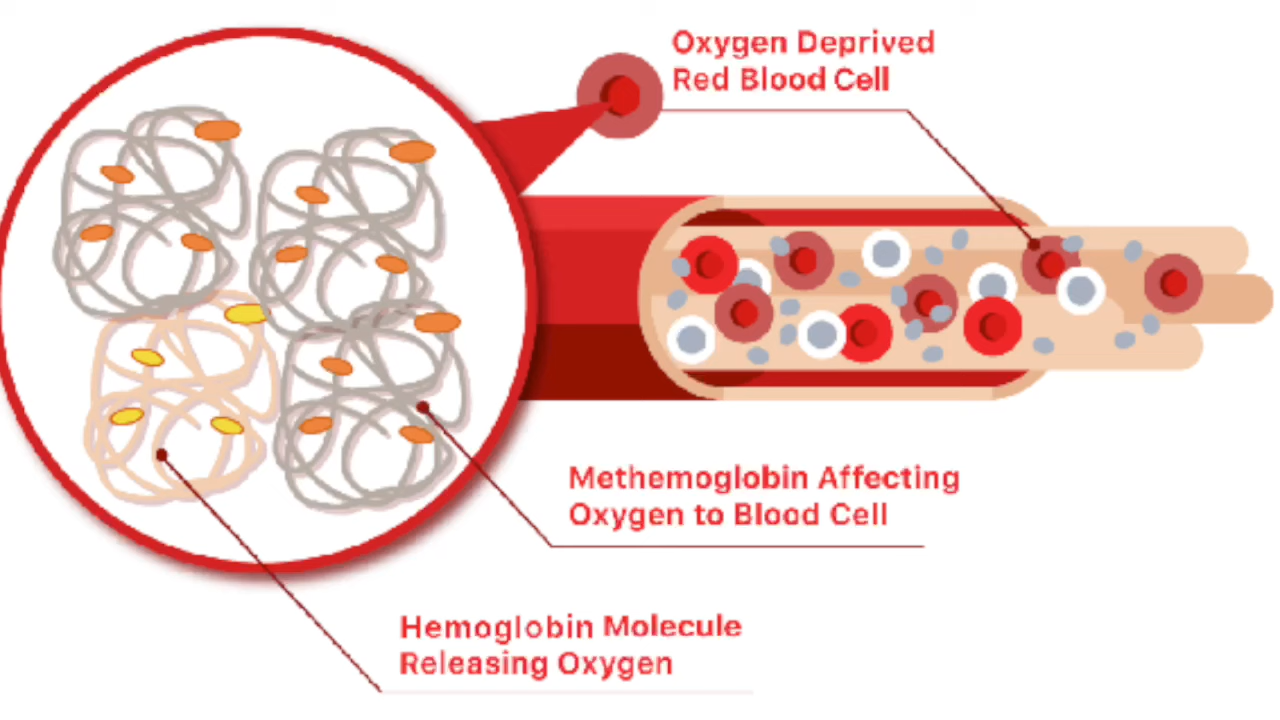 Oxygen Deprived
Red Blood Cell
Methemoglobin Affecting
Oxygen to Blood Cell
Hemoglobin Molecule
Releasing Oxygen